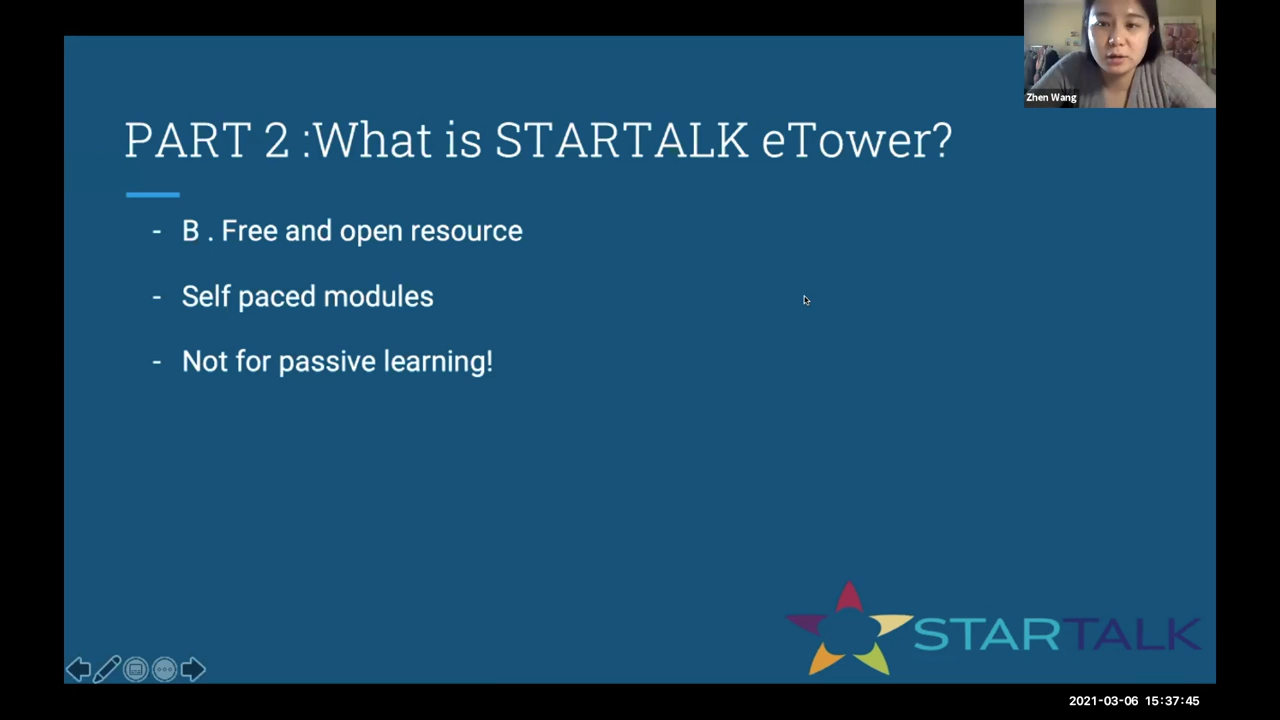 Zhen Wang
PART 2 :What is STARTALK eTower?
- B . Free and open resource
- Self paced modules
- Not for passive learning!
STARTALK
2021-03-06 15:37:45